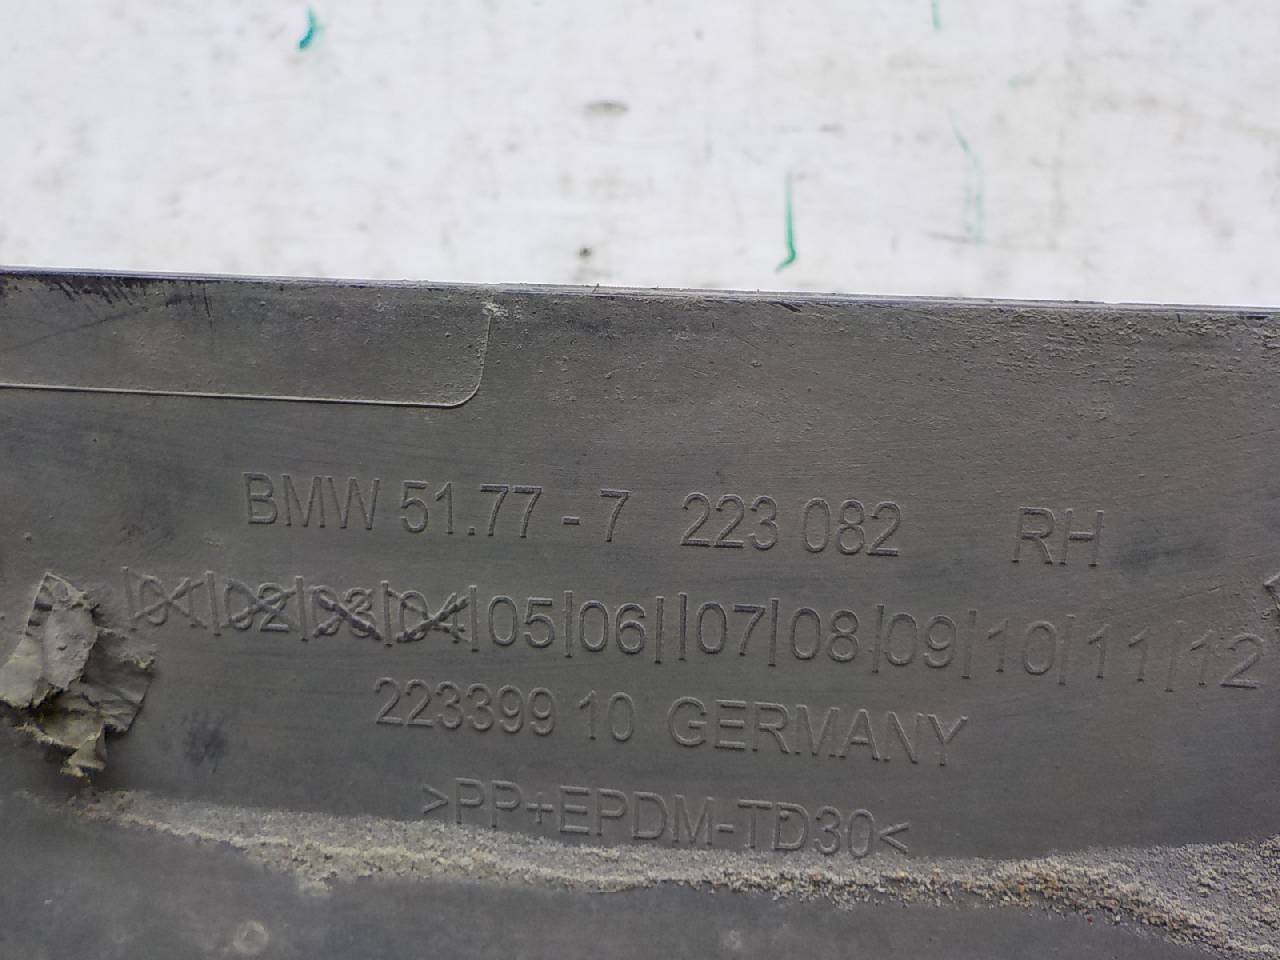 BMW 51.77-7 223 082 RH
|01|02|03|04|05|06||07|08|09|10|11|12
223399 10 GERMANY
>PP+EPDM-TD30<